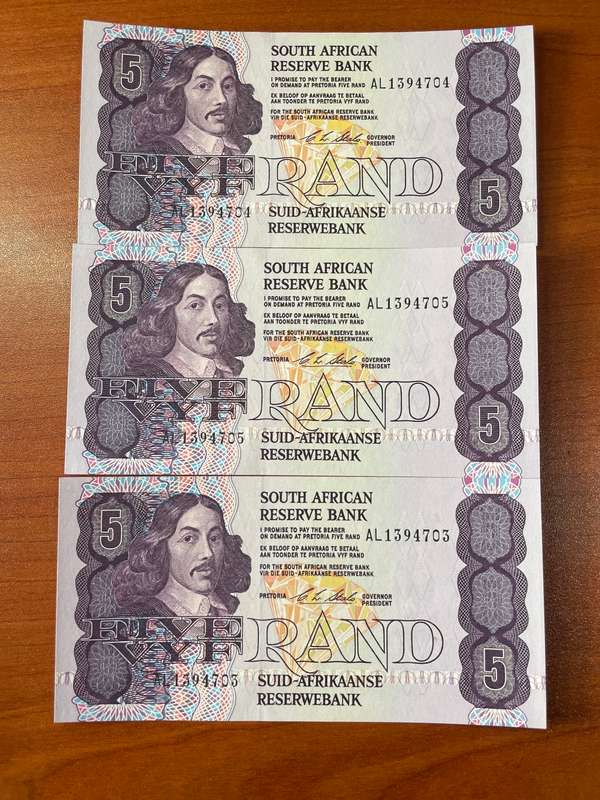 5
SOUTH AFRICAN
RESERVE BANK
I PROMISE TO PAY THE BEARER
ON DEMAND AT PRETORIA FIVE RAND AL1394704
EK BELOOF OP AANVRAAG TE BETAAL
AAN TOONDER TE PRETORIA VYF RAND
FOR THE SOUTH AFRICAN RESERVE BANK
VIR DIE SUID-AFRIKAANSE RESERWEBANK
PRETORIA GOVERNOR
PRESIDENT
FIVE
VYF RAND
5
AL1394704 SUID-AFRIKAANSE
RESERWEBANK
5
SOUTH AFRICAN
RESERVE BANK
I PROMISE TO PAY THE BEARER
ON DEMAND AT PRETORIA FIVE RAND AL1394705
EK BELOOF OP AANVRAAG TE BETAAL
AAN TOONDER TE PRETORIA VYF RAND
FOR THE SOUTH AFRICAN RESERVE BANK
VIR DIE SUID-AFRIKAANSE RESERWEBANK
PRETORIA GOVERNOR
PRESIDENT
FIVE
VYF RAND
5
AL1394705 SUID-AFRIKAANSE
RESERWEBANK
5
SOUTH AFRICAN
RESERVE BANK
I PROMISE TO PAY THE BEARER
ON DEMAND AT PRETORIA FIVE RAND AL1394703
EK BELOOF OP AANVRAAG TE BETAAL
AAN TOONDER TE PRETORIA VYF RAND
FOR THE SOUTH AFRICAN RESERVE BANK
VIR DIE SUID-AFRIKAANSE RESERWEBANK
PRETORIA GOVERNOR
PRESIDENT
FIVE
VYF RAND
5
AL1394703 SUID-AFRIKAANSE
RESERWEBANK